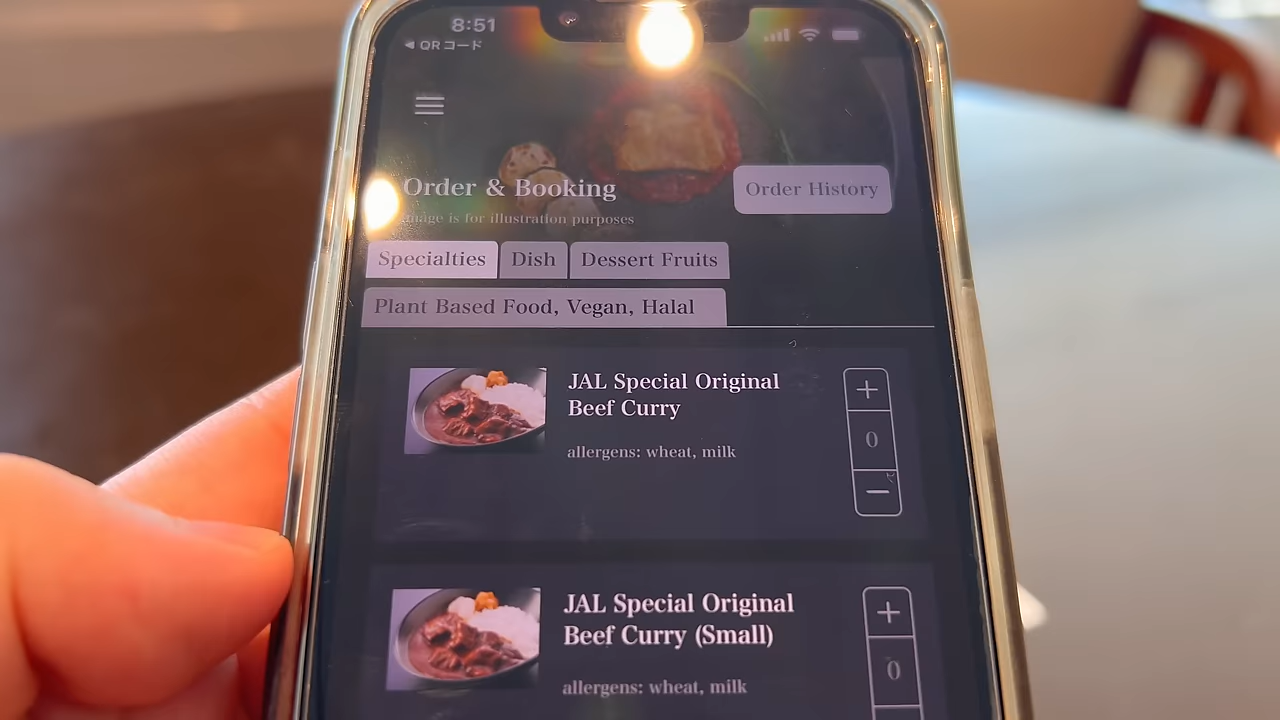 8:51
◀ QRコード
Order & Booking
Order History
image is for illustration purposes
Specialties
Dish
Dessert Fruits
Plant Based Food, Vegan, Halal
JAL Special Original
Beef Curry
allergens: wheat, milk
+
0
−
JAL Special Original
Beef Curry (Small)
allergens: wheat, milk
+
0